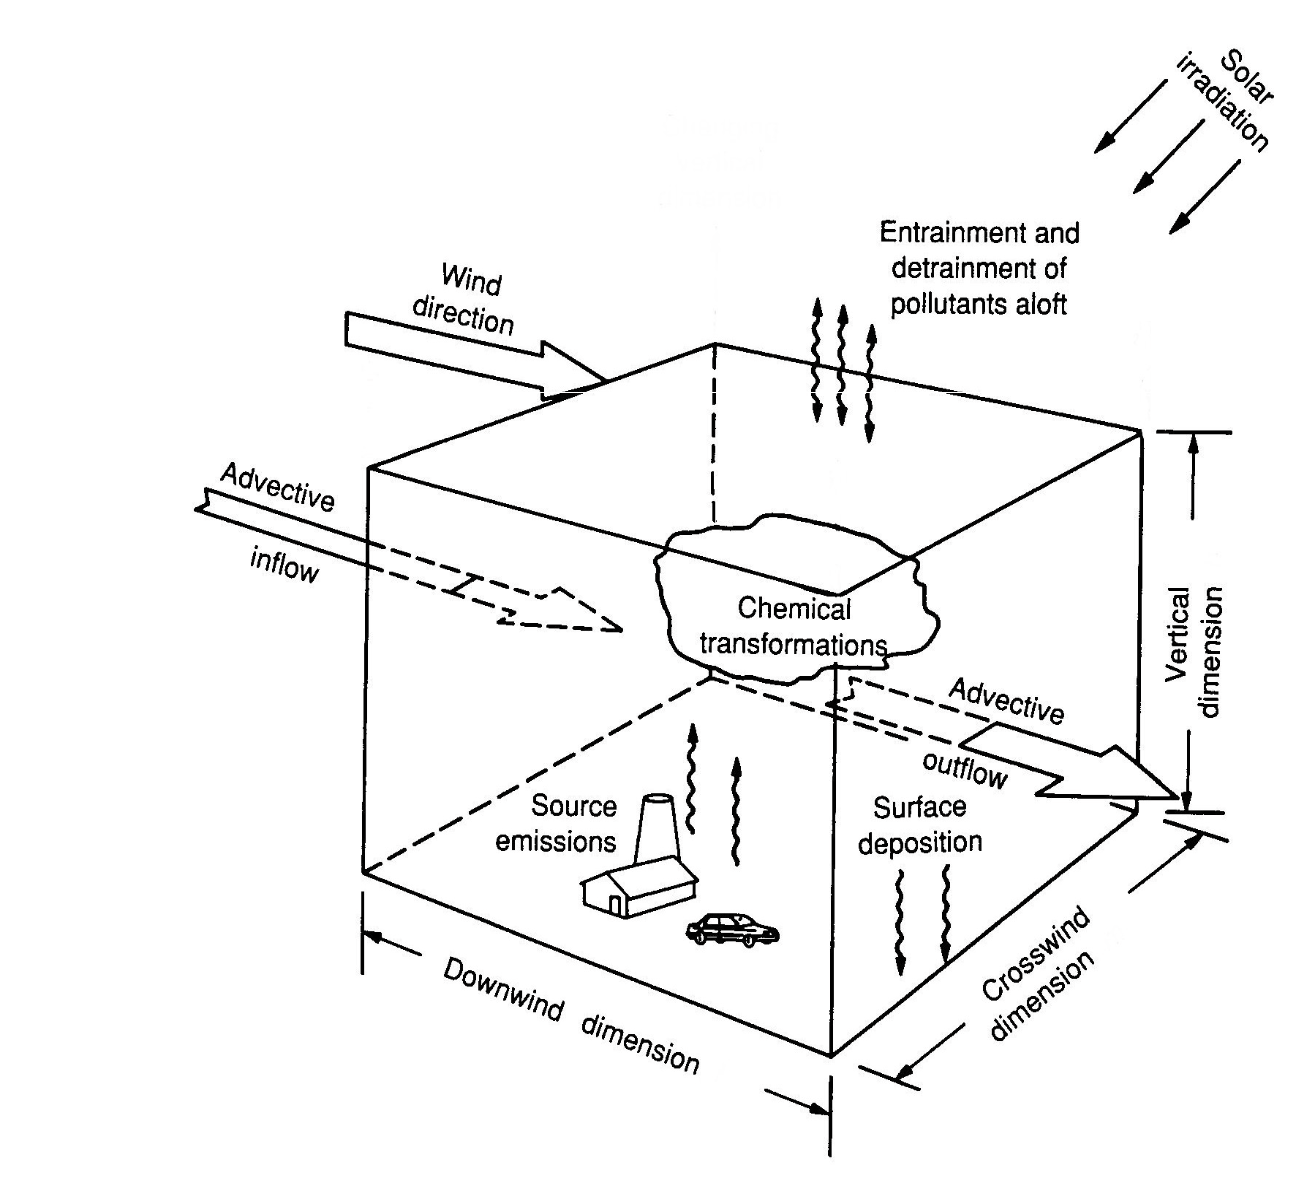 Solar
irradiation
Entrainment and
detrainment of
pollutants aloft
Wind
direction
Advective
inflow
Chemical
transformations
Advective
outflow
Vertical
dimension
Source
emissions
Surface
deposition
Crosswind
dimension
Downwind dimension